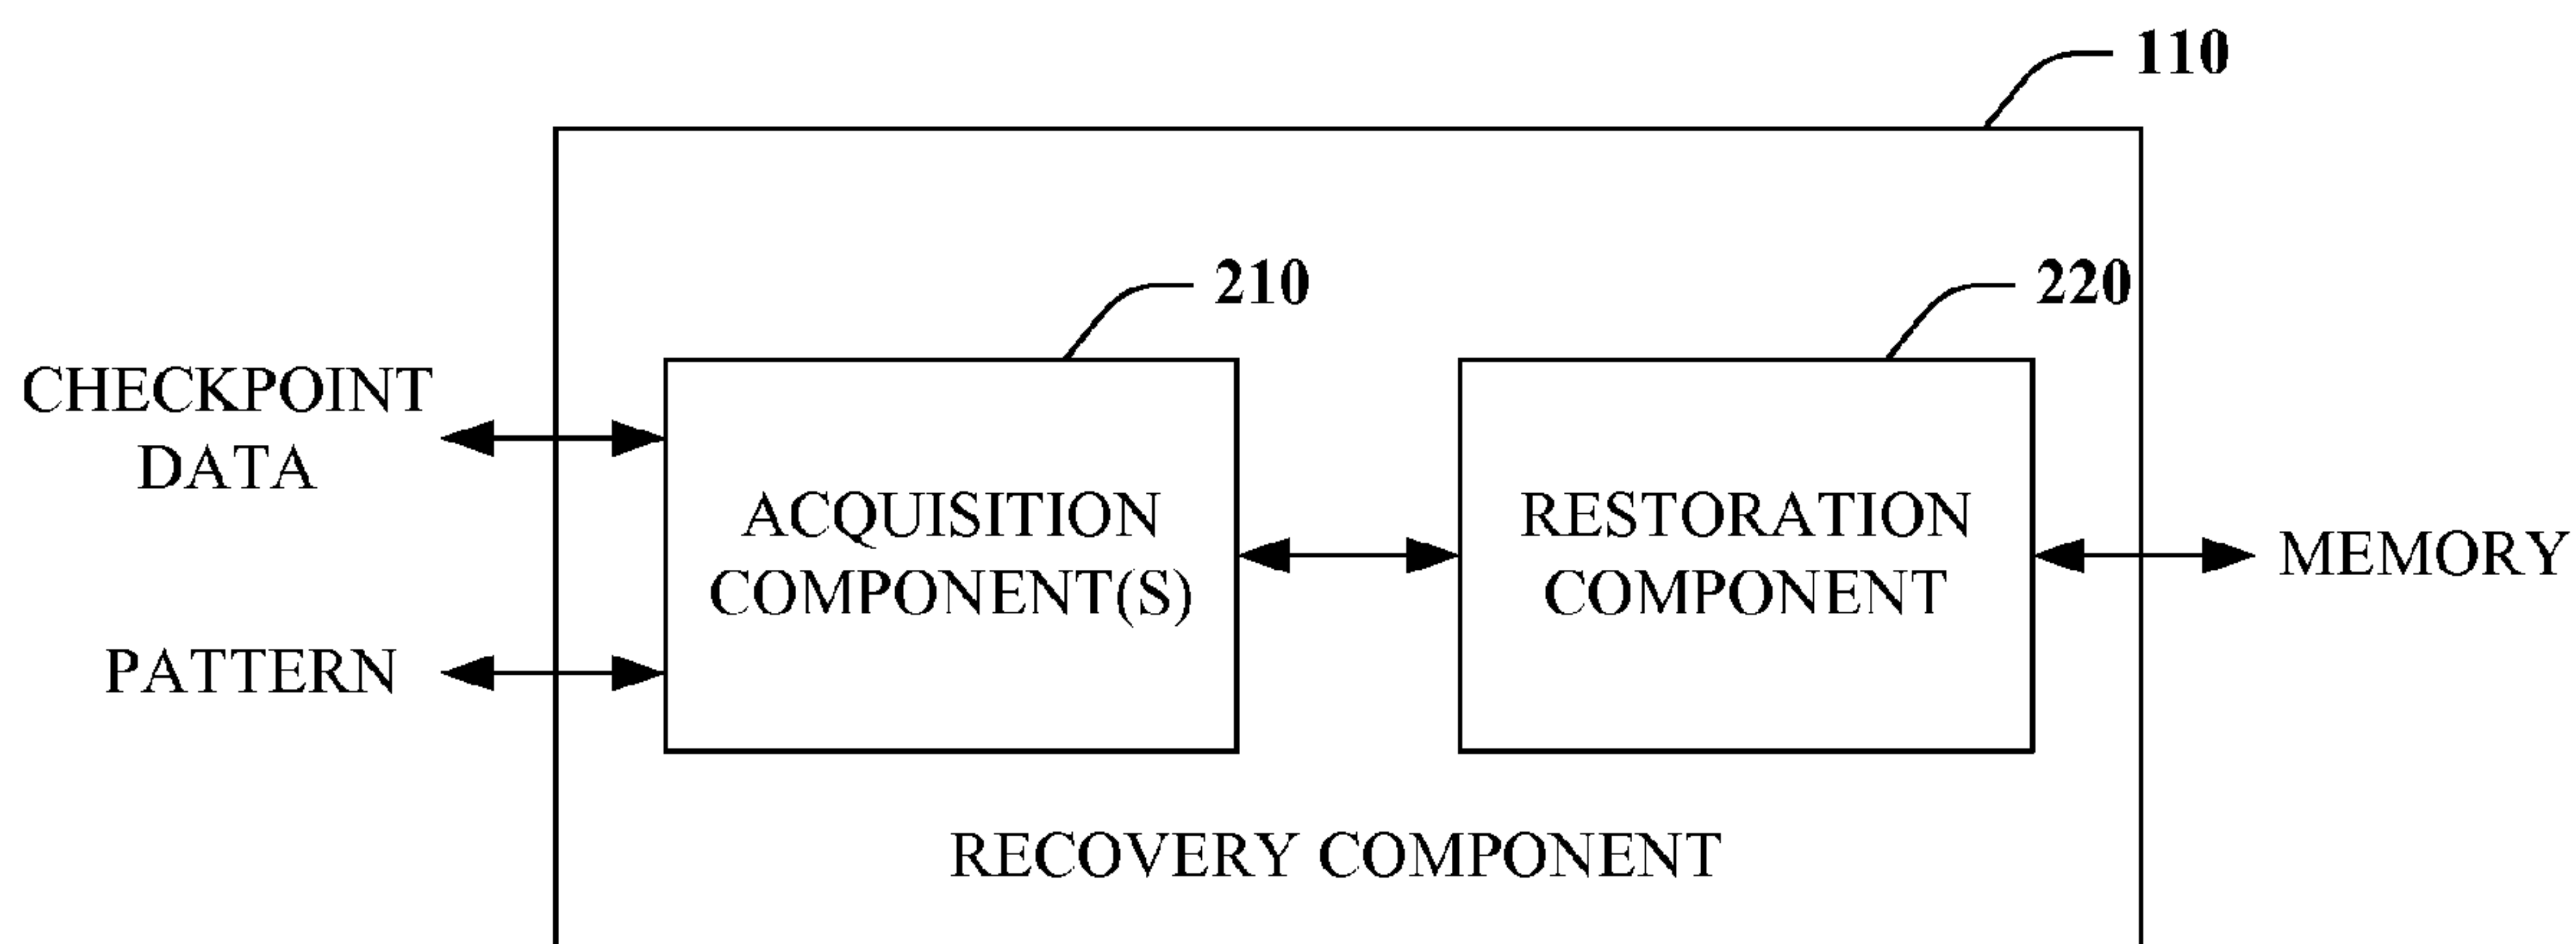 110
210
220
CHECKPOINT
DATA
ACQUISITION
COMPONENT(S)
RESTORATION
COMPONENT
MEMORY
PATTERN
RECOVERY COMPONENT